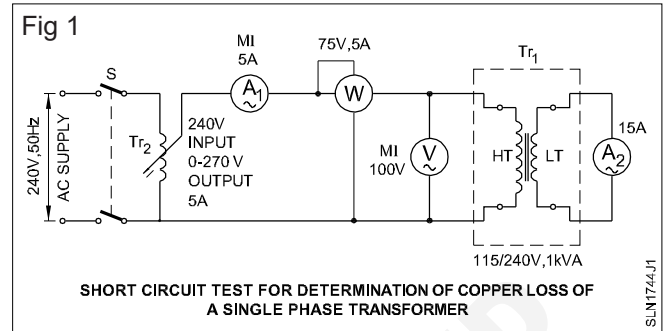 Fig 1
MI
5A
75V,5A
Tr1
S
A1
W
240V,50Hz
AC SUPPLY
Tr2
240V
INPUT
0-270 V
OUTPUT
5A
MI
100V
V
HT
LT
15A
A2
115/240V,1kVA
SHORT CIRCUIT TEST FOR DETERMINATION OF COPPER LOSS OF
A SINGLE PHASE TRANSFORMER
SLN1744J1